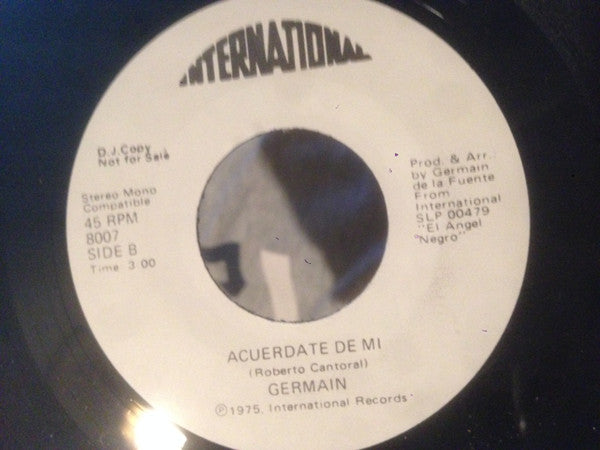 INTERNATIONAL
D.J. Copy
Not for Sale
Stereo Mono
Compatible
45 RPM
8007
SIDE B
Time 3:00
Prod. & Arr.
by Germain
de la Fuente
From
International
SLP 00479
"El Angel
Negro"
ACUERDATE DE MI
(Roberto Cantoral)
GERMAIN
℗1975, International Records